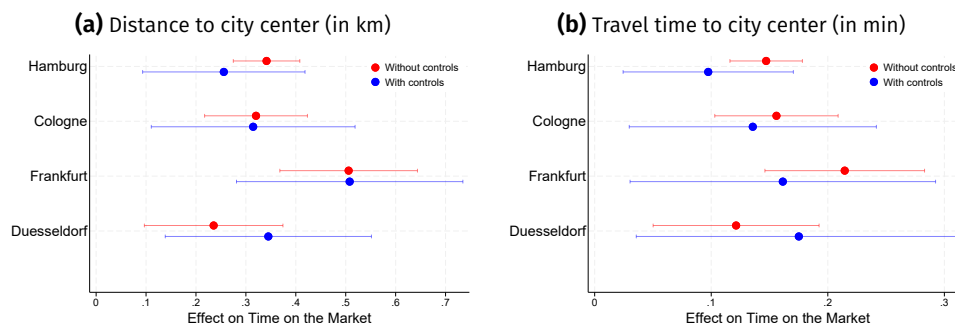 (a) Distance to city center (in km)
Hamburg
Cologne
Frankfurt
Duesseldorf
Without controls
With controls
0 .1 .2 .3 .4 .5 .6 .7
Effect on Time on the Market
(b) Travel time to city center (in min)
Hamburg
Cologne
Frankfurt
Duesseldorf
Without controls
With controls
0 .1 .2 .3
Effect on Time on the Market